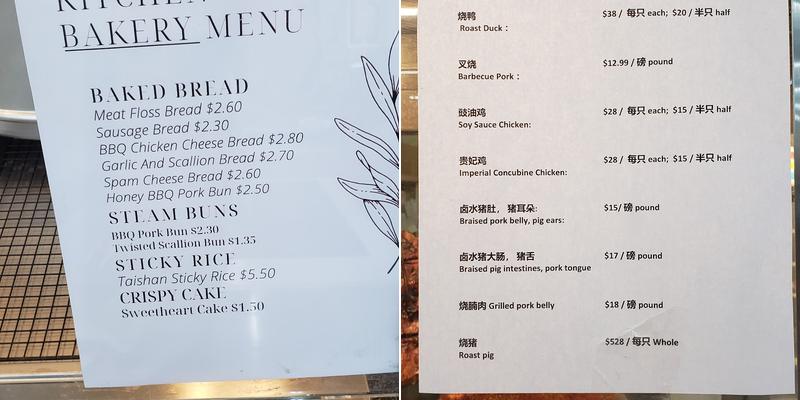 KITCHEN
BAKERY MENU
BAKED BREAD
Meat Floss Bread $2.60
Sausage Bread $2.30
BBQ Chicken Cheese Bread $2.80
Garlic And Scallion Bread $2.70
Spam Cheese Bread $2.60
Honey BBQ Pork Bun $2.50
STEAM BUNS
BBQ Pork Bun $2.30
Twisted Scallion Bun $1.35
STICKY RICE
Taishan Sticky Rice $5.50
CRISPY CAKE
Sweetheart Cake $1.50
烧鸭 $38 / 每只 each; $20 / 半只 half
Roast Duck :
叉烧 $12.99 / 磅 pound
Barbecue Pork :
豉油鸡 $28 / 每只 each; $15 / 半只 half
Soy Sauce Chicken:
贵妃鸡 $28 / 每只 each; $15 / 半只 half
Imperial Concubine Chicken:
卤水猪肚， 猪耳朵: $15/ 磅 pound
Braised pork belly, pig ears:
卤水猪大肠， 猪舌 $17 / 磅 pound
Braised pig intestines, pork tongue
烧腩肉 Grilled pork belly $18 / 磅 pound
烧猪 $528 / 每只 Whole
Roast pig